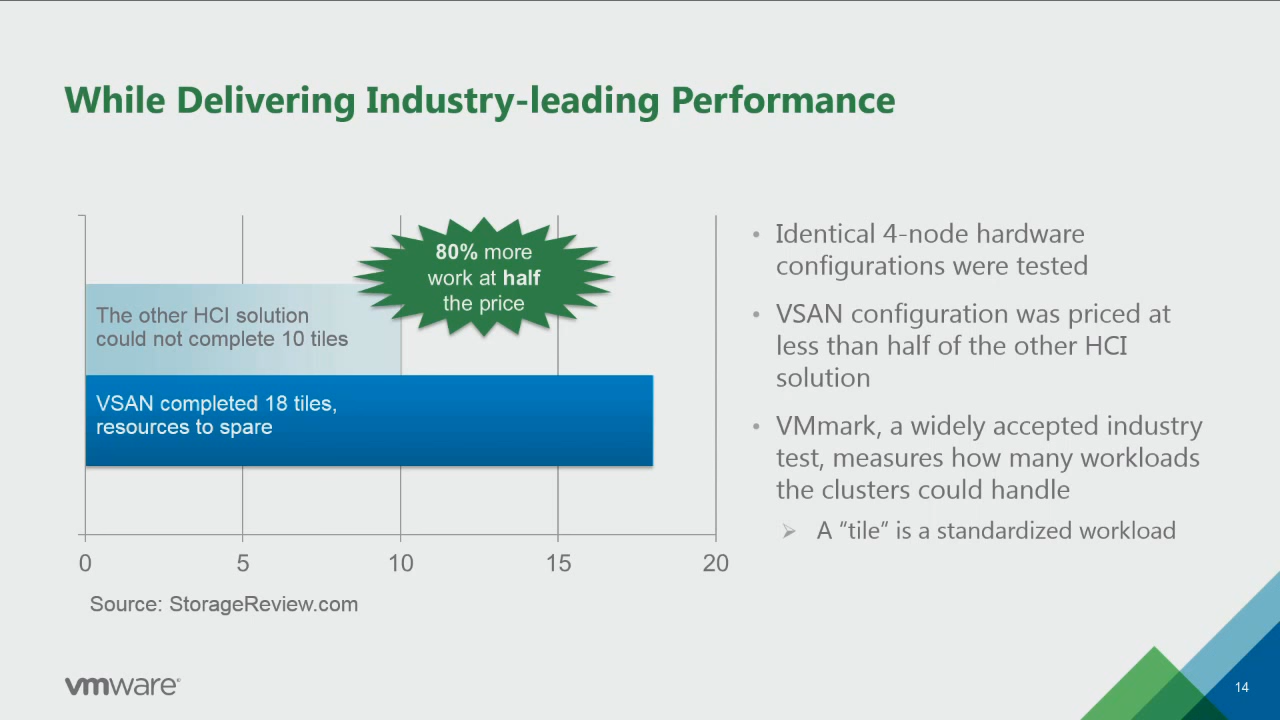 While Delivering Industry-leading Performance
80% more
work at half
the price
The other HCI solution
could not complete 10 tiles
VSAN completed 18 tiles,
resources to spare
0 5 10 15 20
Source: StorageReview.com
• Identical 4-node hardware
configurations were tested
• VSAN configuration was priced at
less than half of the other HCI
solution
• VMmark, a widely accepted industry
test, measures how many workloads
the clusters could handle
➢ A “tile” is a standardized workload
vmware®
14